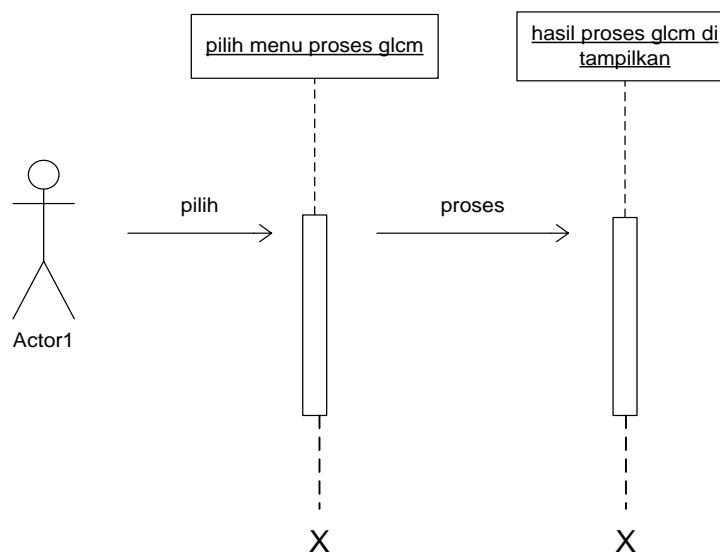 pilih menu proses glcm
hasil proses glcm di
tampilkan
pilih
proses
Actor1
X
X